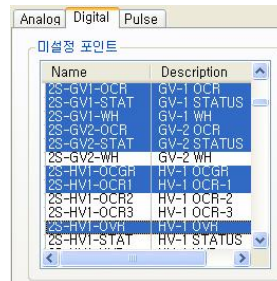 Analog Digital Pulse
미설정 포인트
Name Description
2S-GV1-OCR GV-1 OCR
2S-GV1-STAT GV-1 STATUS
2S-GV1-WH GV-1 WH
2S-GV2-OCR GV-2 OCR
2S-GV2-STAT GV-2 STATUS
2S-GV2-WH GV-2 WH
2S-HV1-OCGR HV-1 OCGR
2S-HV1-OCR1 HV-1 OCR-1
2S-HV1-OCR2 HV-1 OCR-2
2S-HV1-OCR3 HV-1 OCR-3
2S-HV1-OVR HV-1 OVR
2S-HV1-STAT HV-1 STATUS